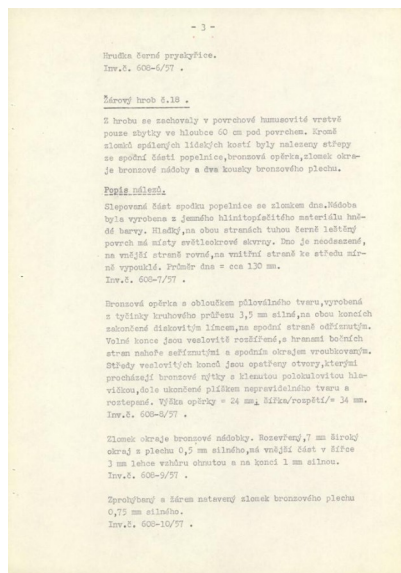 - 3 -
Hrudka černé pryskyřice.
Inv.č. 608-6/57 .
Žárový hrob č.18 .
Z hrobu se zachovaly v povrchové humusovité vrstvě
pouze zbytky ve hloubce 60 cm pod povrchem. Kromě
zlomků spálených lidských kostí byly nalezeny střepy
ze spodní části popelnice,bronzová opěrka,zlomek okra-
je bronzové nádoby a dva kousky bronzového plechu.
Popis nálezů.
Slepovaná část spodku popelnice se zlomkem dna.Nádoba
byla vyrobena z jemného hlinitopísčitého materiálu hně-
dé barvy. Hladký,na obou stranách tuhou černě leštěný
povrch má místy světleokrové skvrny. Dno je neodsazené,
na vnější straně rovné,na vnitřní straně ke středu mír-
ně vypouklé. Průměr dna = cca 130 mm.
Inv.č. 608-7/57 .
Bronzová opěrka s obloučkem půloválného tvaru,vyrobená
z tyčinky kruhového průřezu 3,5 mm silné,na obou koncích
zakončené diskovitým límcem,na spodní straně odříznutým.
Volné konce jsou veslovitě rozšířené,s hranami bočních
stran nahoře seříznutými a spodním okrajem vroubkovaným.
Středy veslovitých konců jsou opatřeny otvory,kterými
procházejí bronzové nýtky s klenutou polokulovitou hla-
vičkou,dole ukončené plíškem nepravidelného tvaru a
roztepané. Výška opěrky = 24 mm; šířka/rozpětí/= 34 mm.
Inv.č. 608-8/57 .
Zlomek okraje bronzové nádobky. Rozevřený,7 mm široký
okraj z plechu 0,5 mm silného,má vnější část v šířce
3 mm lehce vzhůru ohnutou a na konci 1 mm silnou.
Inv.č. 608-9/57 .
Zprohýbaný a žárem natavený zlomek bronzového plechu
0,75 mm silného.
Inv.č. 608-10/57 .